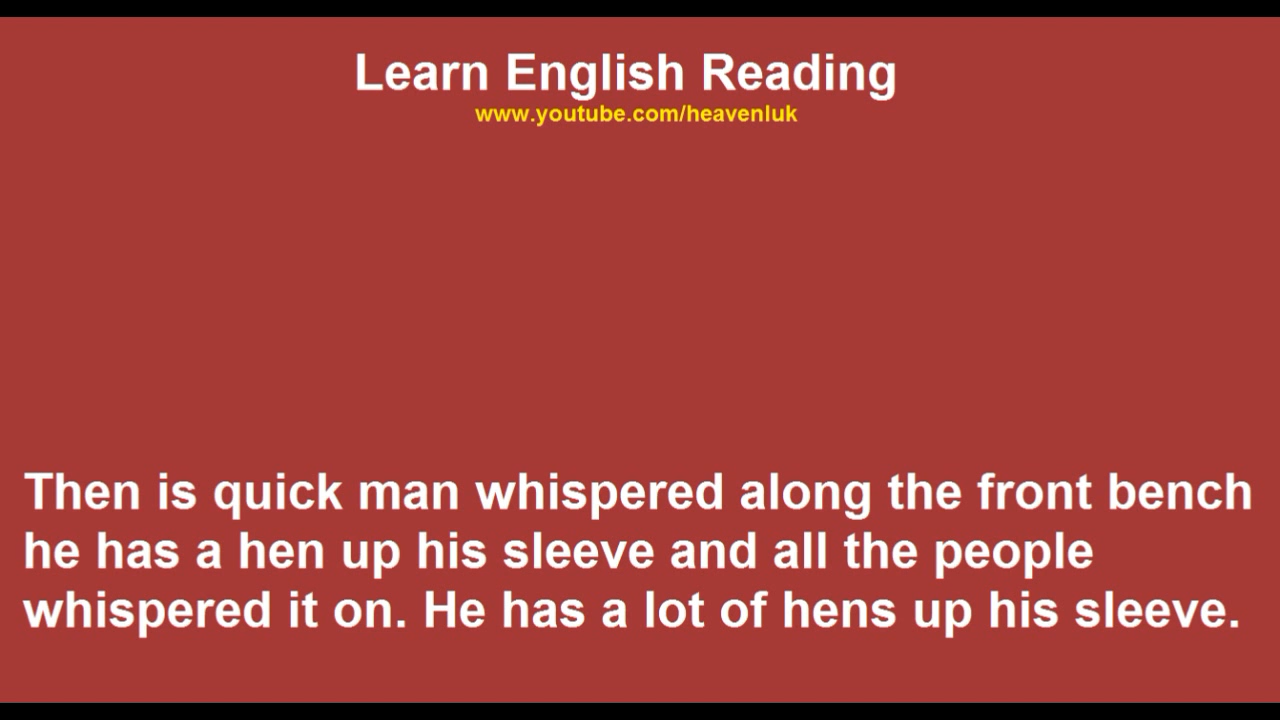 Learn English Reading
www.youtube.com/heavenluk
Then is quick man whispered along the front bench
he has a hen up his sleeve and all the people
whispered it on. He has a lot of hens up his sleeve.